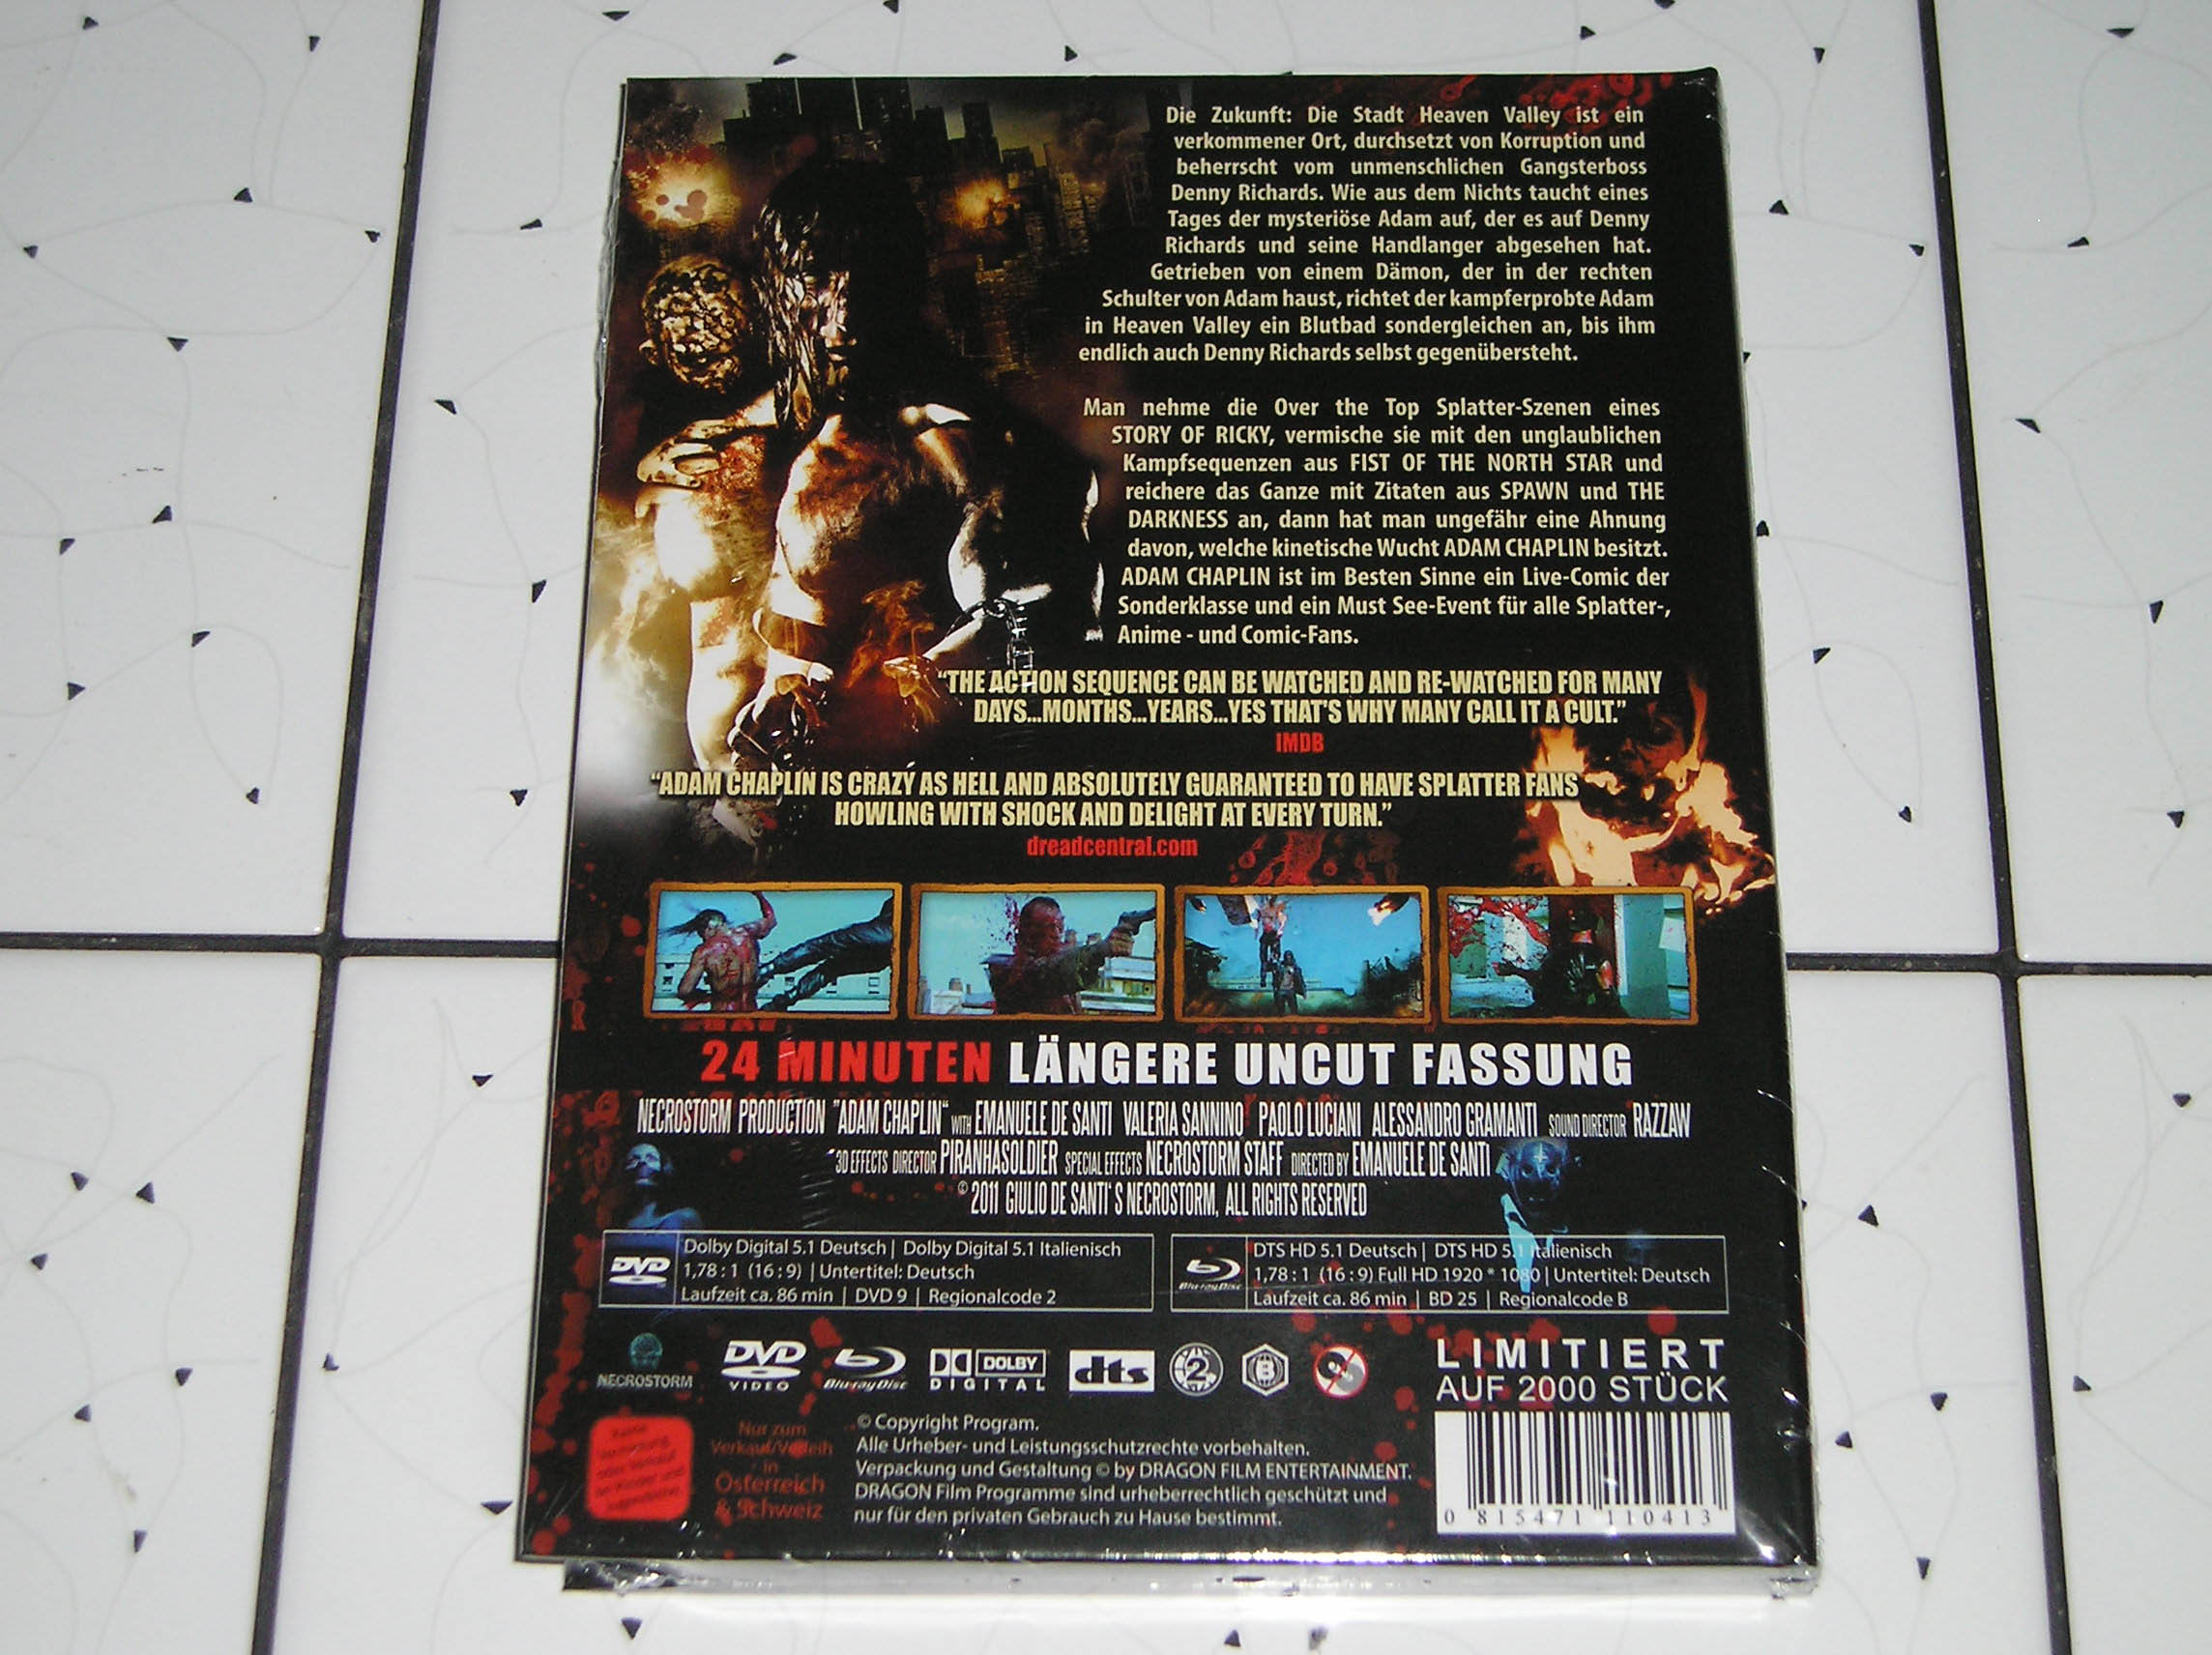 Die Zukunft: Die Stadt Heaven Valley ist ein
verkommener Ort, durchsetzt von Korruption und
beherrscht vom unmenschlichen Gangsterboss
Denny Richards. Wie aus dem Nichts taucht eines
Tages der mysteriöse Adam auf, der es auf Denny
Richards und seine Handlanger abgesehen hat.
Getrieben von einem Dämon, der in der rechten
Schulter von Adam haust, richtet der kampferprobte Adam
in Heaven Valley ein Blutbad sondergleichen an, bis ihm
endlich auch Denny Richards selbst gegenübersteht.
Man nehme die Over the Top Splatter-Szenen eines
STORY OF RICKY, vermische sie mit den unglaublichen
Kampfsequenzen aus FIST OF THE NORTH STAR und
reichere das Ganze mit Zitaten aus SPAWN und THE
DARKNESS an, dann hat man ungefähr eine Ahnung
davon, welche kinetische Wucht ADAM CHAPLIN besitzt.
ADAM CHAPLIN ist im Besten Sinne ein Live-Comic der
Sonderklasse und ein Must See-Event für alle Splatter-,
Anime - und Comic-Fans.
"THE ACTION SEQUENCE CAN BE WATCHED AND RE-WATCHED FOR MANY
DAYS...MONTHS...YEARS...YES THAT'S WHY MANY CALL IT A CULT."
IMDB
"ADAM CHAPLIN IS CRAZY AS HELL AND ABSOLUTELY GUARANTEED TO HAVE SPLATTER FANS
HOWLING WITH SHOCK AND DELIGHT AT EVERY TURN."
dreadcentral.com
24 MINUTEN LÄNGERE UNCUT FASSUNG
NECROSTORM PRODUCTION "ADAM CHAPLIN" WITH EMANUELE DE SANTI VALERIA SANNINO PAOLO LUCIANI ALESSANDRO GRAMANTI SOUND DIRECTOR RAZZAW
3D EFFECTS DIRECTOR PIRANHASOLDIER SPECIAL EFFECTS NECROSTORM STAFF DIRECTED BY EMANUELE DE SANTI
© 2011 GIULIO DE SANTI'S NECROSTORM, ALL RIGHTS RESERVED
DVD
Dolby Digital 5.1 Deutsch | Dolby Digital 5.1 Italienisch
1,78 : 1 (16 : 9) | Untertitel: Deutsch
Laufzeit ca. 86 min | DVD 9 | Regionalcode 2
Blu-ray Disc
DTS HD 5.1 Deutsch | DTS HD 5.1 Italienisch
1,78 : 1 (16 : 9) Full HD 1920 * 1080 | Untertitel: Deutsch
Laufzeit ca. 86 min | BD 25 | Regionalcode B
NECROSTORM
DVD VIDEO
Blu-ray Disc
DOLBY DIGITAL
dts
2
B
LIMITIERT
AUF 2000 STÜCK
Nur zum
Verkauf/Verleih
in
Österreich
& Schweiz
© Copyright Program.
Alle Urheber- und Leistungsschutzrechte vorbehalten.
Verpackung und Gestaltung © by DRAGON FILM ENTERTAINMENT.
DRAGON Film Programme sind urheberrechtlich geschützt und
nur für den privaten Gebrauch zu Hause bestimmt.
0 815471 110413